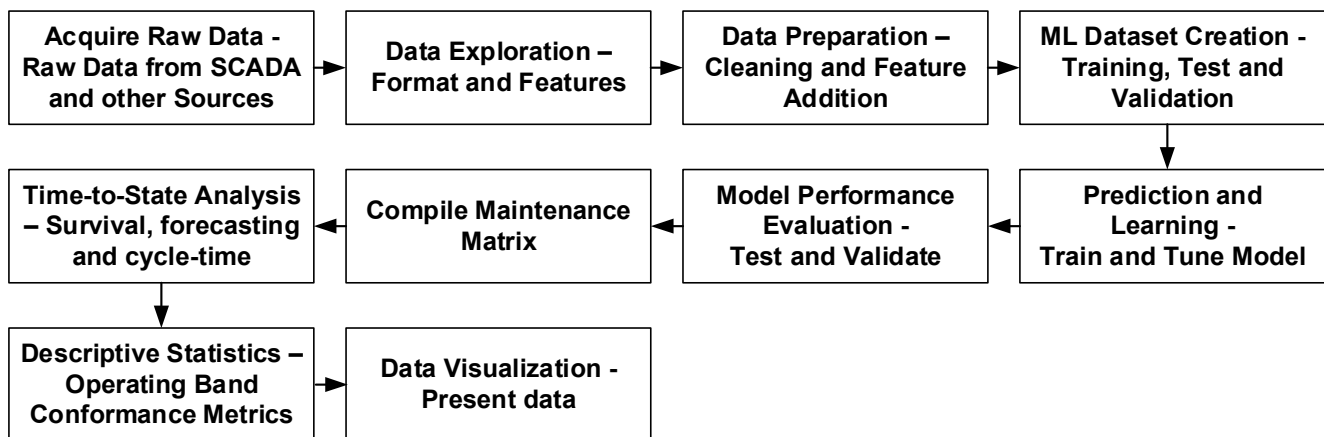 Acquire Raw Data -
Raw Data from SCADA
and other Sources
Data Exploration –
Format and Features
Data Preparation –
Cleaning and Feature
Addition
ML Dataset Creation -
Training, Test and
Validation
Prediction and
Learning -
Train and Tune Model
Model Performance
Evaluation -
Test and Validate
Compile Maintenance
Matrix
Time-to-State Analysis
– Survival, forecasting
and cycle-time
Descriptive Statistics –
Operating Band
Conformance Metrics
Data Visualization -
Present data